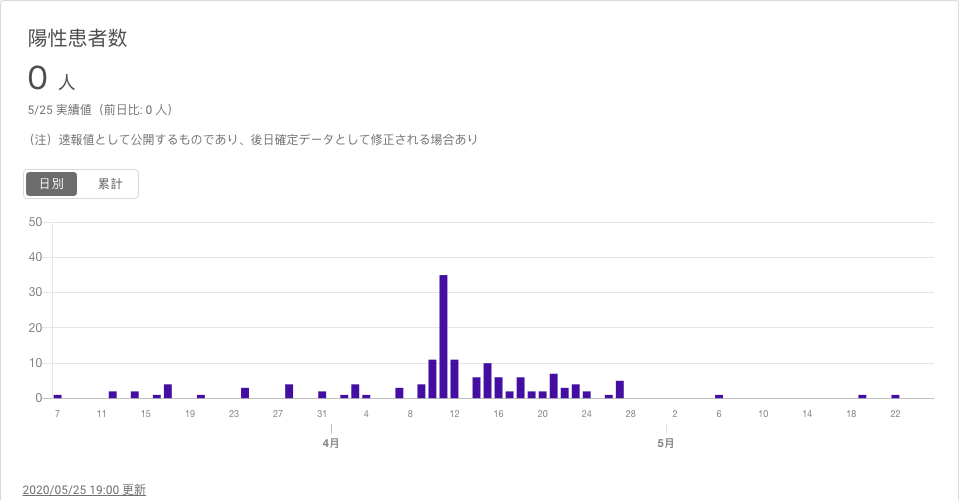 陽性患者数
0 人
5/25 実績値（前日比: 0 人）
（注）速報値として公開するものであり、後日確定データとして修正される場合あり
日別 累計
50
40
30
20
10
0
7 11 15 19 23 27 31 4 8 12 16 20 24 28 2 6 10 14 18 22
4月 5月
2020/05/25 19:00 更新